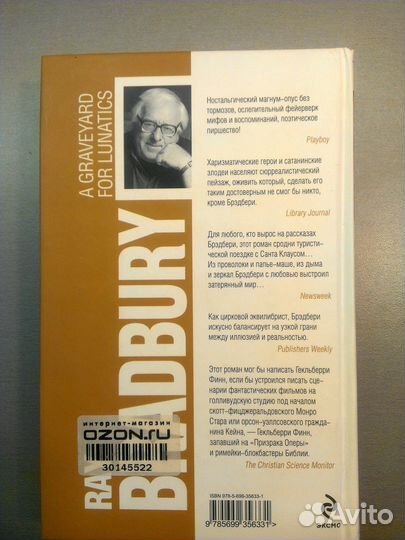 A GRAVEYARD
FOR LUNATICS
RAY
BRADBURY
Ностальгический магнум-опус без
тормозов, ослепительный фейерверк
мифов и воспоминаний, поэтическое
пиршество!
Playboy
Харизматические герои и сатанинские
злодеи населяют сюрреалистический
пейзаж, оживить который, сделать его
таким достоверным не смог бы никто,
кроме Брэдбери.
Library Journal
Для любого, кто вырос на рассказах
Брэдбери, этот роман сродни туристи-
ческой поездке с Санта Клаусом...
Из проволоки и папье-маше, из дыма
и зеркал Брэдбери с любовью выстроил
затерянный мир...
Newsweek
Как цирковой эквилибрист, Брэдбери
искусно балансирует на узкой грани
между иллюзией и реальностью.
Publishers Weekly
Этот роман мог бы написать Гекльберри
Финн, если бы устроился писать сце-
нарии фантастических фильмов на
голливудскую студию под началом
скотт-фицджеральдовского Монро
Стара или орсон-уэллсовского гражда-
нина Кейна, — Гекльберри Финн,
запавший на «Призрака Оперы»
и римейки-блокбастеры Библии.
The Christian Science Monitor
интернет-магазин
OZON.ru
30145522
ISBN 978-5-699-35633-1
9 785699 356331 >
ЭКСМО
Avito